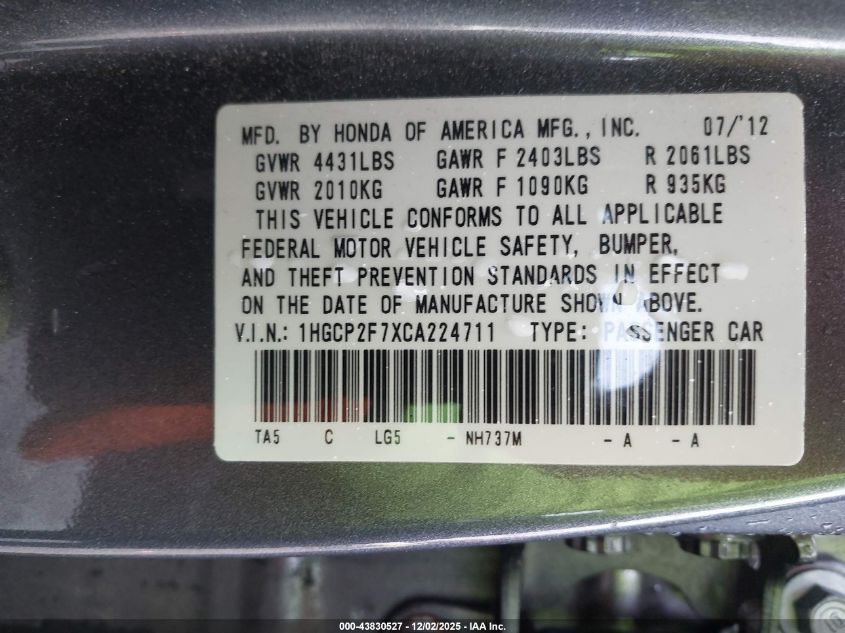 MFD. BY HONDA OF AMERICA MFG., INC. 07/'12
GVWR 4431LBS GAWR F 2403LBS R 2061LBS
GVWR 2010KG GAWR F 1090KG R 935KG
THIS VEHICLE CONFORMS TO ALL APPLICABLE
FEDERAL MOTOR VEHICLE SAFETY, BUMPER,
AND THEFT PREVENTION STANDARDS IN EFFECT
ON THE DATE OF MANUFACTURE SHOWN ABOVE.
V.I.N.: 1HGCP2F7XCA224711 TYPE: PASSENGER CAR
TA5 C LG5 - NH737M - A - A
000-43830527 - 12/02/2025 - IAA Inc.